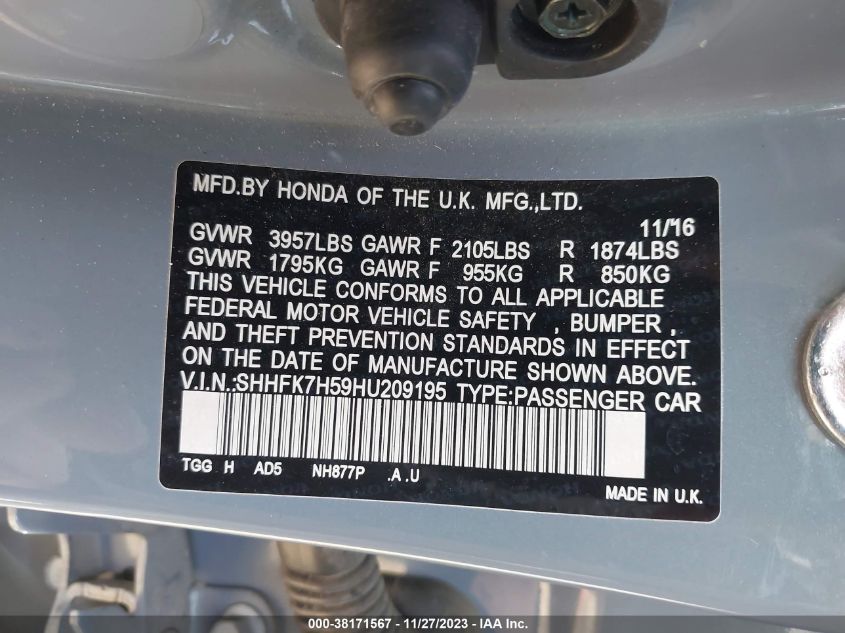 MFD.BY HONDA OF THE U.K. MFG.,LTD.
11/'16
GVWR 3957LBS GAWR F 2105LBS R 1874LBS
GVWR 1795KG GAWR F 955KG R 850KG
THIS VEHICLE CONFORMS TO ALL APPLICABLE
FEDERAL MOTOR VEHICLE SAFETY , BUMPER ,
AND THEFT PREVENTION STANDARDS IN EFFECT
ON THE DATE OF MANUFACTURE SHOWN ABOVE.
V.I.N.:SHHFK7H59HU209195 TYPE:PASSENGER CAR
TGG H AD5 NH877P .A .U
MADE IN U.K.
000-38171567 | 11/27/2023 | IAA, Inc.